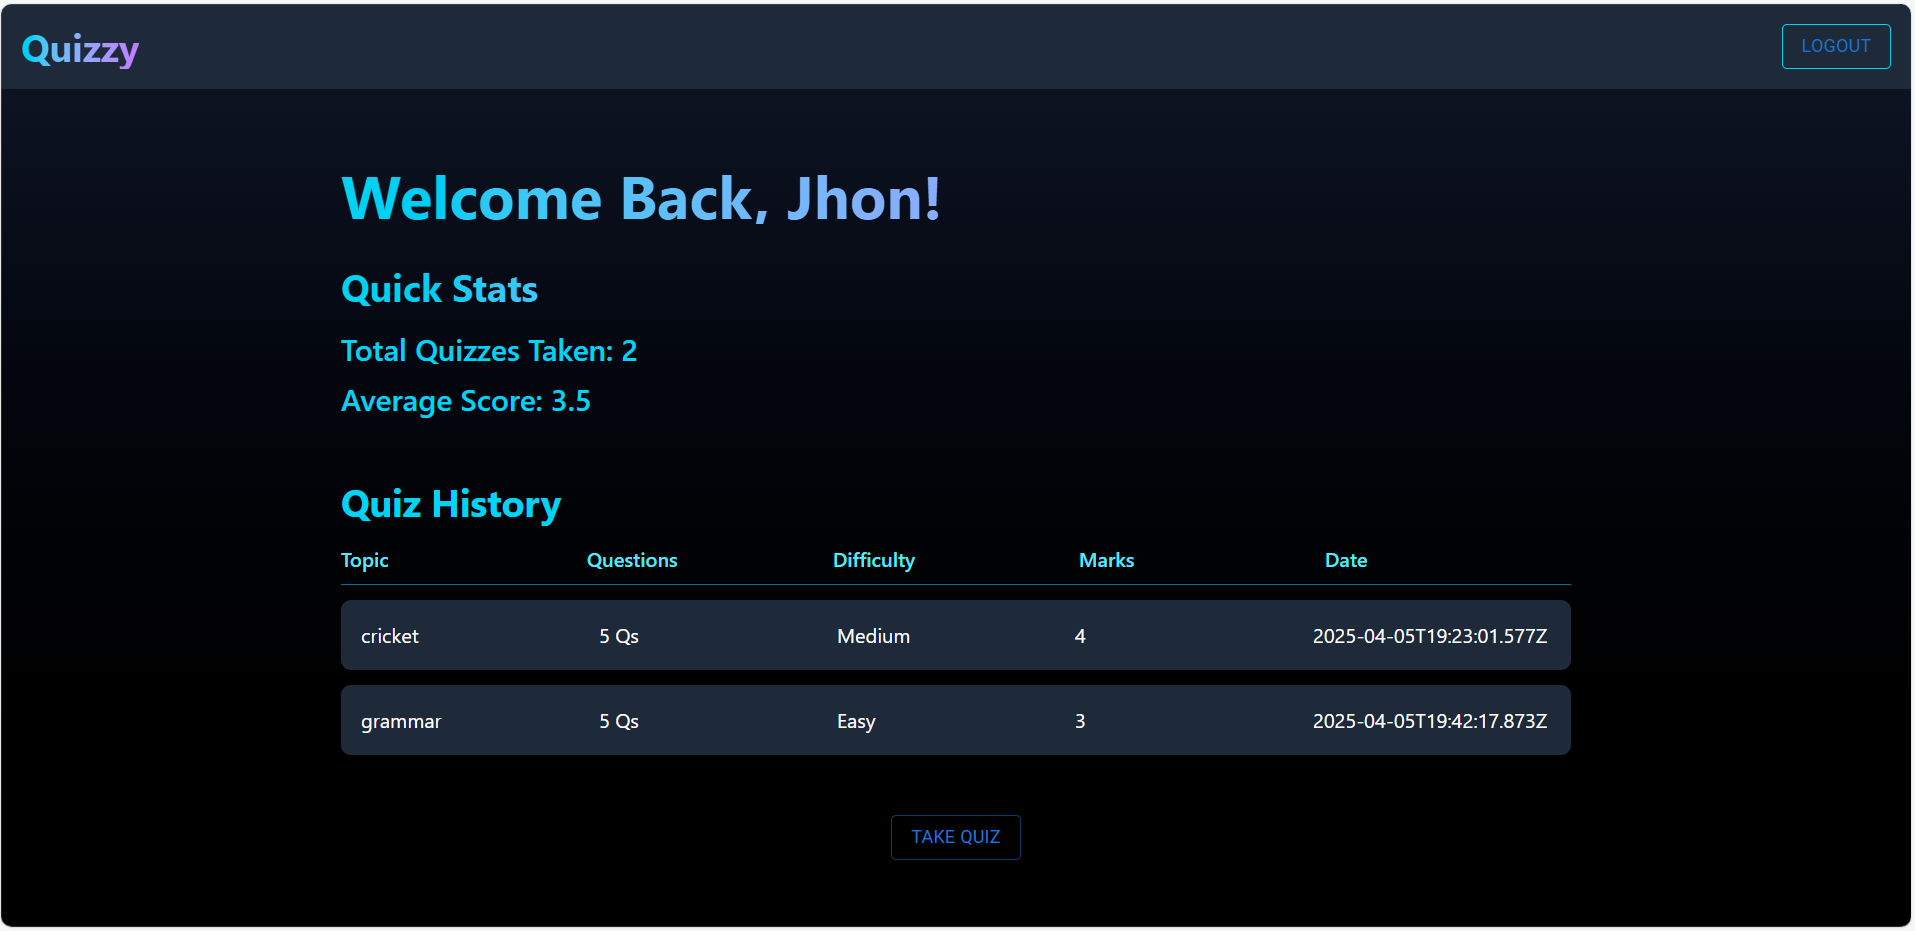 Quizzy LOGOUT
Welcome Back, Jhon!
Quick Stats
Total Quizzes Taken: 2
Average Score: 3.5
Quiz History
Topic Questions Difficulty Marks Date
cricket 5 Qs Medium 4 2025-04-05T19:23:01.577Z
grammar 5 Qs Easy 3 2025-04-05T19:42:17.873Z
TAKE QUIZ